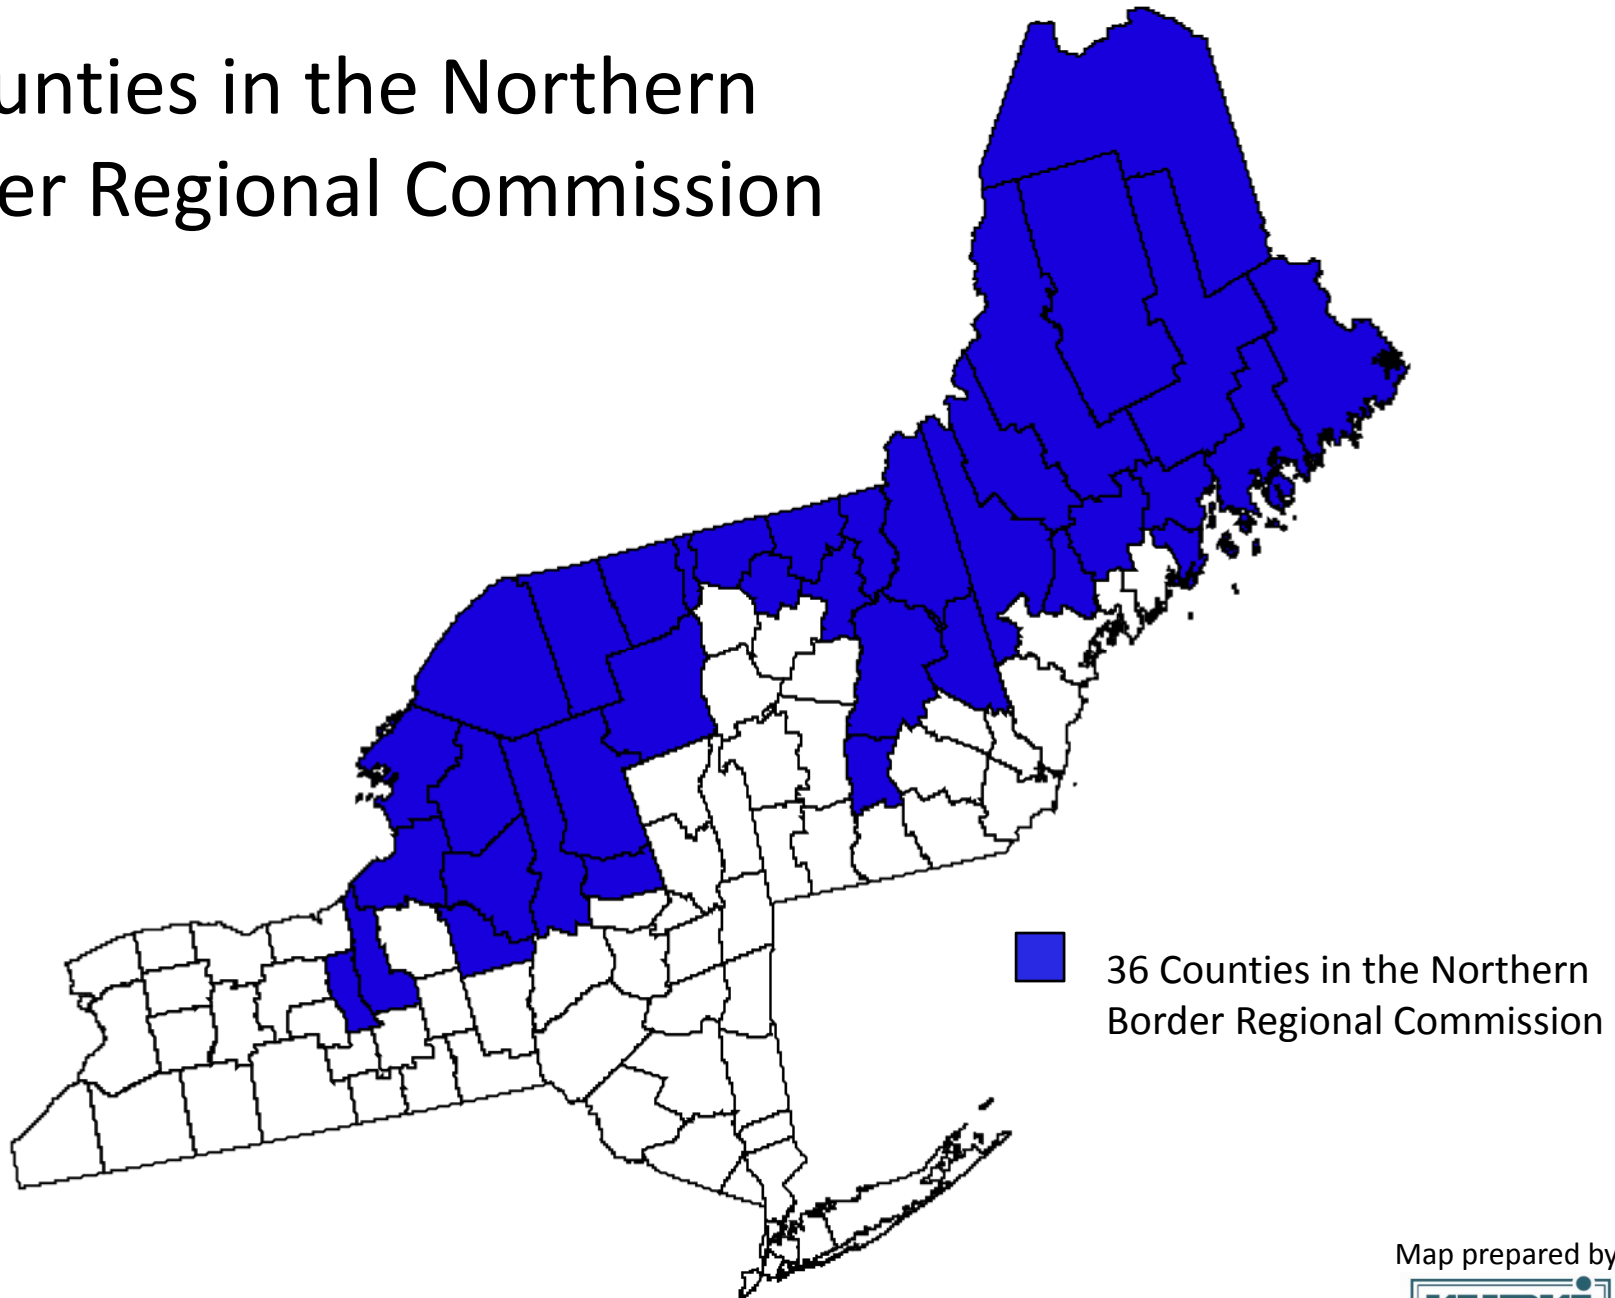 unties in the Northern
er Regional Commission
36 Counties in the Northern
Border Regional Commission
Map prepared by